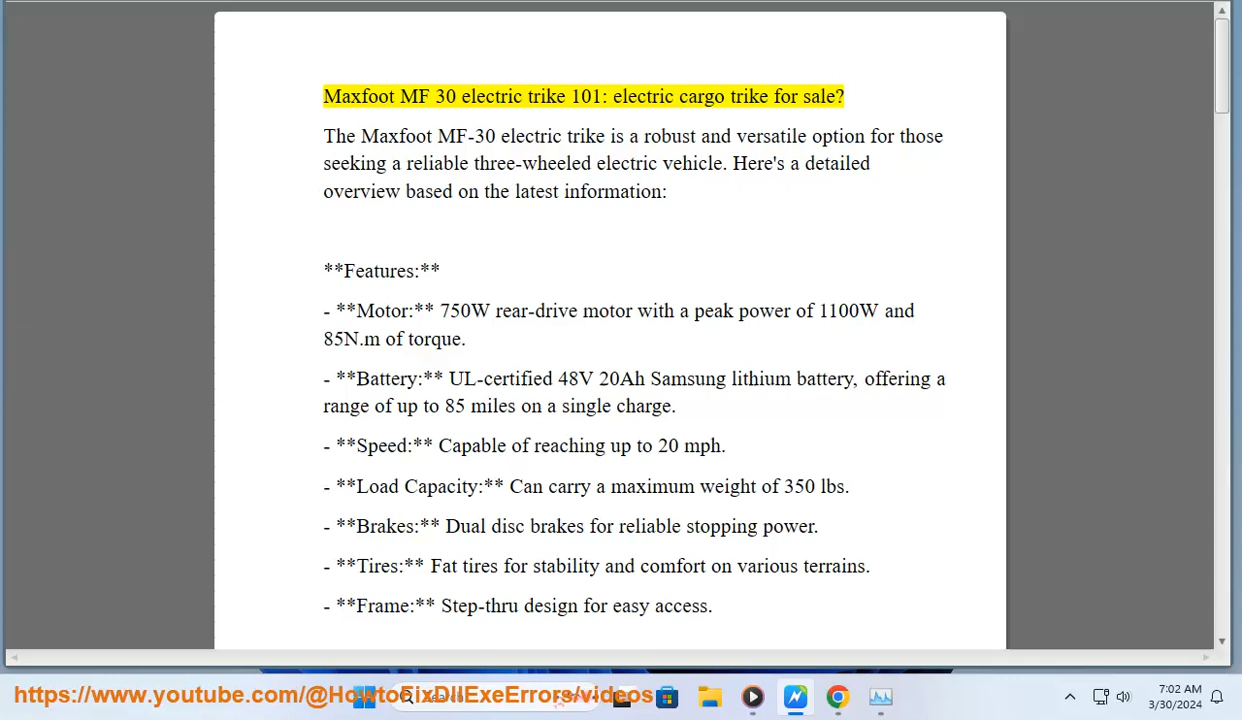 Maxfoot MF 30 electric trike 101: electric cargo trike for sale?
The Maxfoot MF-30 electric trike is a robust and versatile option for those
seeking a reliable three-wheeled electric vehicle. Here's a detailed
overview based on the latest information:
**Features:**
- **Motor:** 750W rear-drive motor with a peak power of 1100W and
85N.m of torque.
- **Battery:** UL-certified 48V 20Ah Samsung lithium battery, offering a
range of up to 85 miles on a single charge.
- **Speed:** Capable of reaching up to 20 mph.
- **Load Capacity:** Can carry a maximum weight of 350 lbs.
- **Brakes:** Dual disc brakes for reliable stopping power.
- **Tires:** Fat tires for stability and comfort on various terrains.
- **Frame:** Step-thru design for easy access.
https://www.youtube.com/@HowtoFixDllExeErrors/videos
Search
7:02 AM
3/30/2024